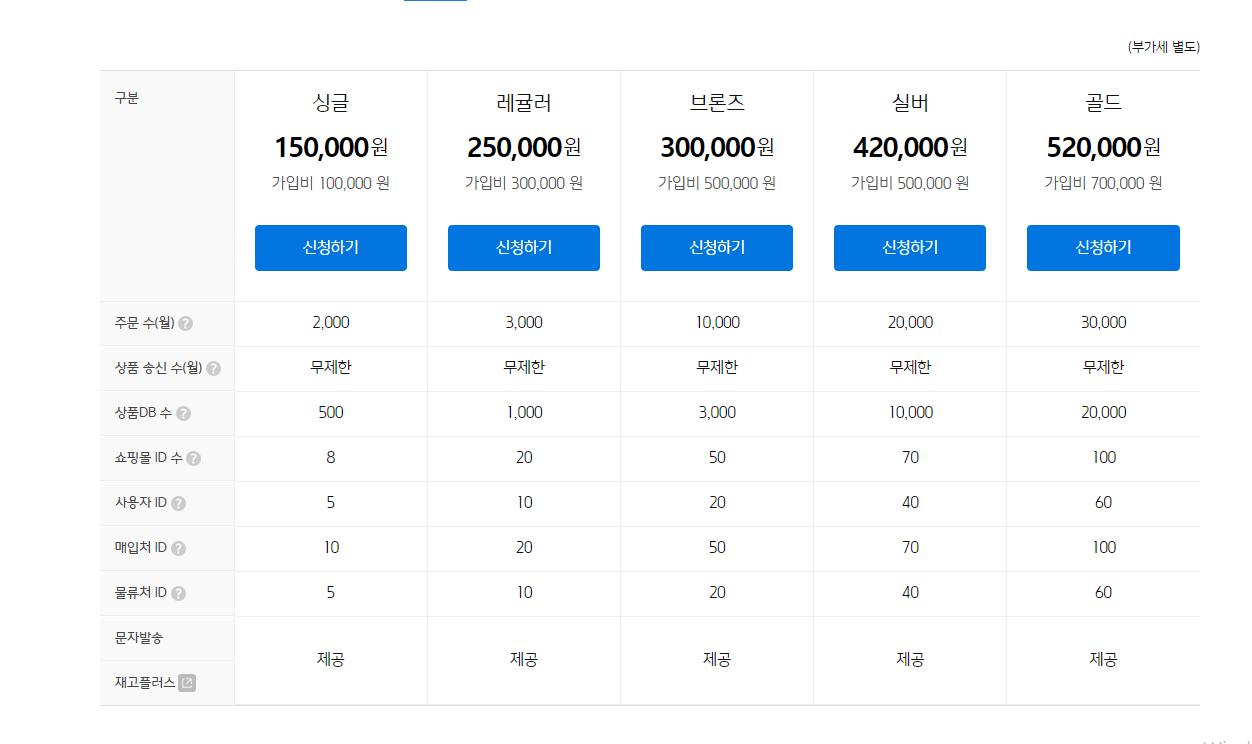 (부가세 별도)
구분 싱글 레귤러 브론즈 실버 골드
150,000원 250,000원 300,000원 420,000원 520,000원
가입비 100,000 원 가입비 300,000 원 가입비 500,000 원 가입비 500,000 원 가입비 700,000 원
신청하기 신청하기 신청하기 신청하기 신청하기
주문 수(월) ? 2,000 3,000 10,000 20,000 30,000
상품 송신 수(월) ? 무제한 무제한 무제한 무제한 무제한
상품DB 수 ? 500 1,000 3,000 10,000 20,000
쇼핑몰 ID 수 ? 8 20 50 70 100
사용자 ID ? 5 10 20 40 60
매입처 ID ? 10 20 50 70 100
물류처 ID ? 5 10 20 40 60
문자발송
제공 제공 제공 제공 제공
재고플러스